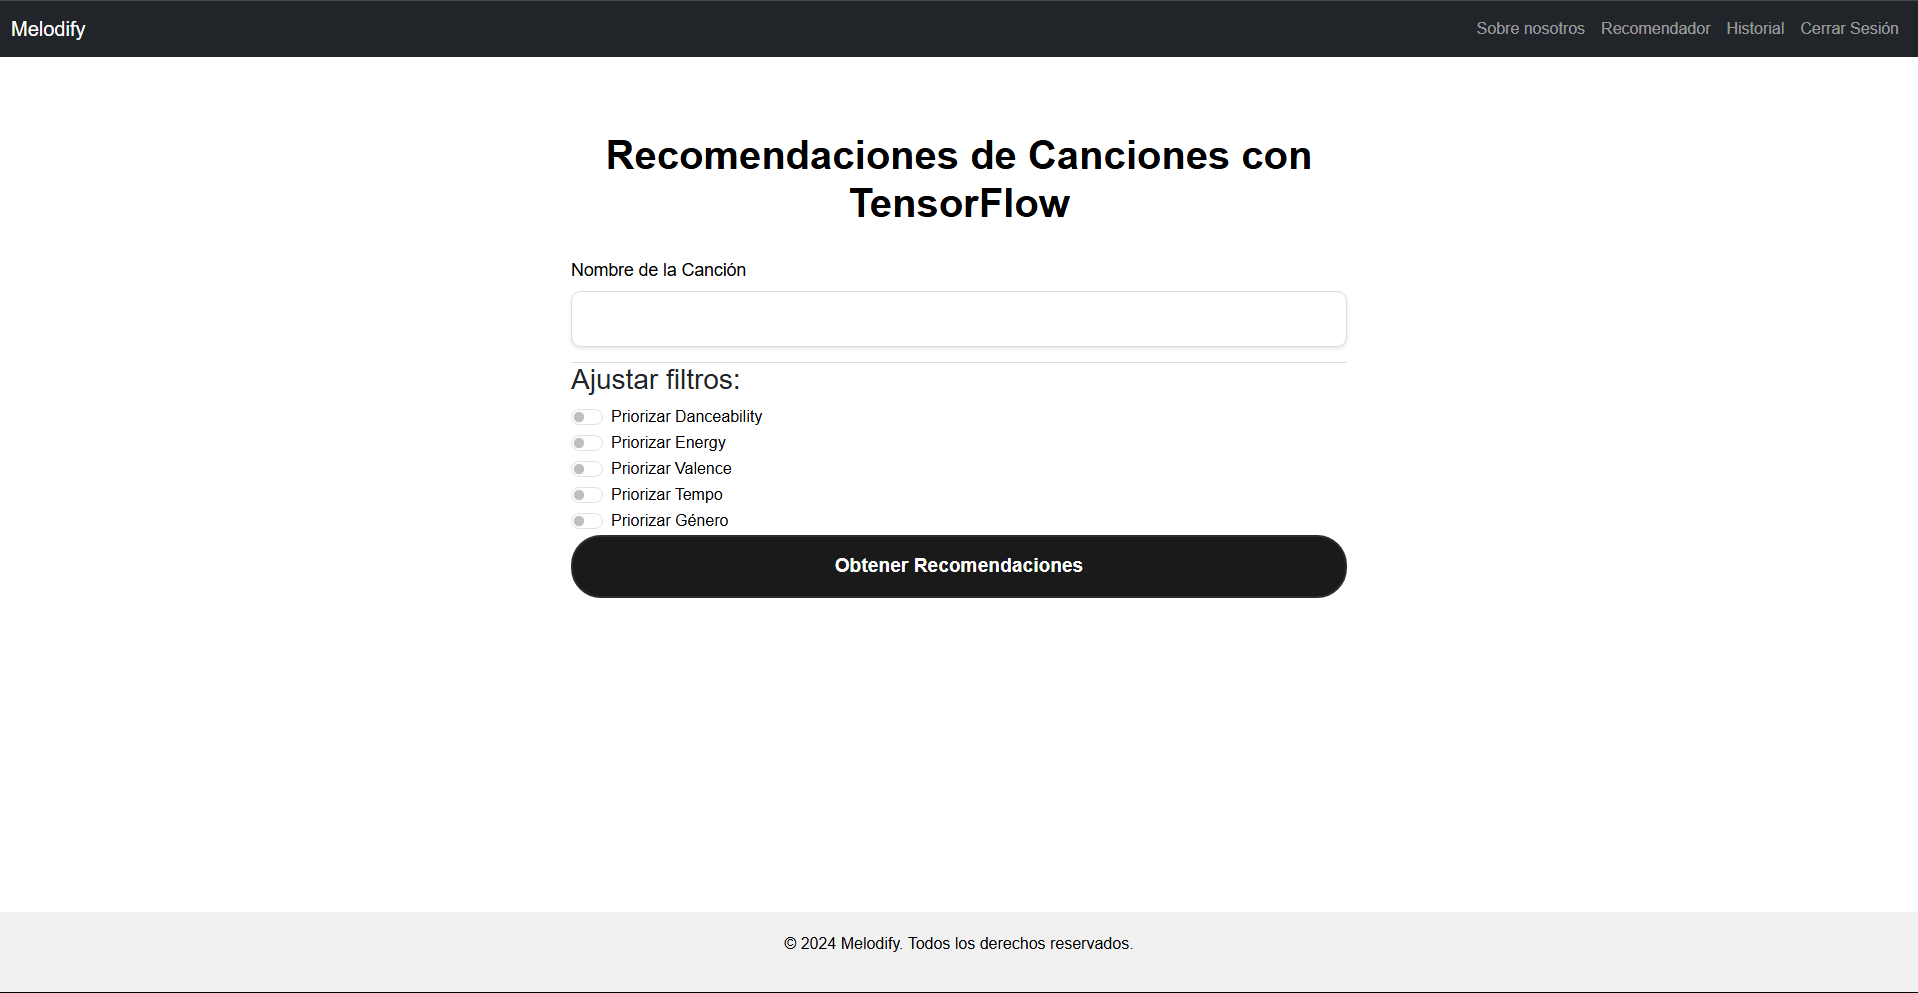 Melodify
Sobre nosotros
Recomendador
Historial
Cerrar Sesión
Recomendaciones de Canciones con
TensorFlow
Nombre de la Canción
Ajustar filtros:
Priorizar Danceability
Priorizar Energy
Priorizar Valence
Priorizar Tempo
Priorizar Género
Obtener Recomendaciones
© 2024 Melodify. Todos los derechos reservados.